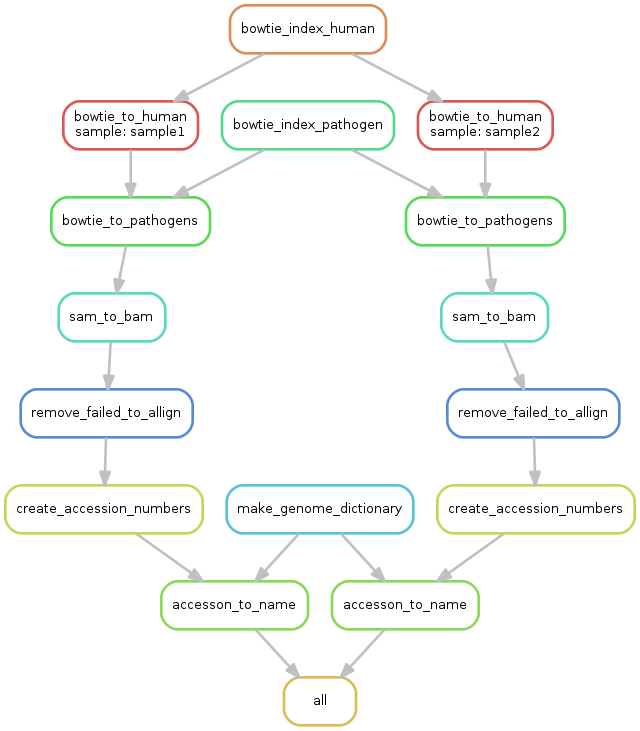 bowtie_index_human
bowtie_to_human
sample: sample1
bowtie_index_pathogen
bowtie_to_human
sample: sample2
bowtie_to_pathogens
bowtie_to_pathogens
sam_to_bam
sam_to_bam
remove_failed_to_allign
remove_failed_to_allign
create_accession_numbers
make_genome_dictionary
create_accession_numbers
accesson_to_name
accesson_to_name
all